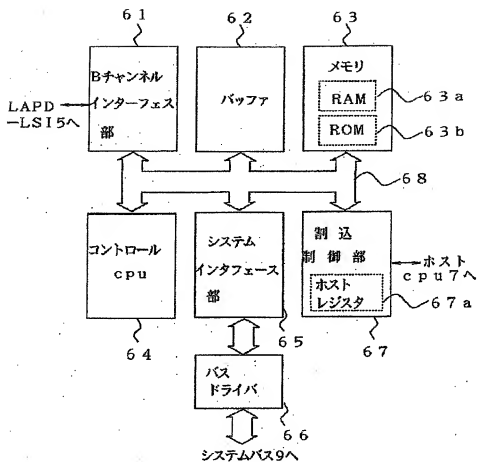 61
62
63
Bチャンネル
インターフェス
部
LAPD
-LSI5へ
バッファ
メモリ
RAM
ROM
63a
63b
68
コントロール
cpu
システム
インタフェース
部
割込
制御部
ホスト
レジスタ
ホスト
cpu7へ
67a
64
65
67
バス
ドライバ
66
システムバス9へ